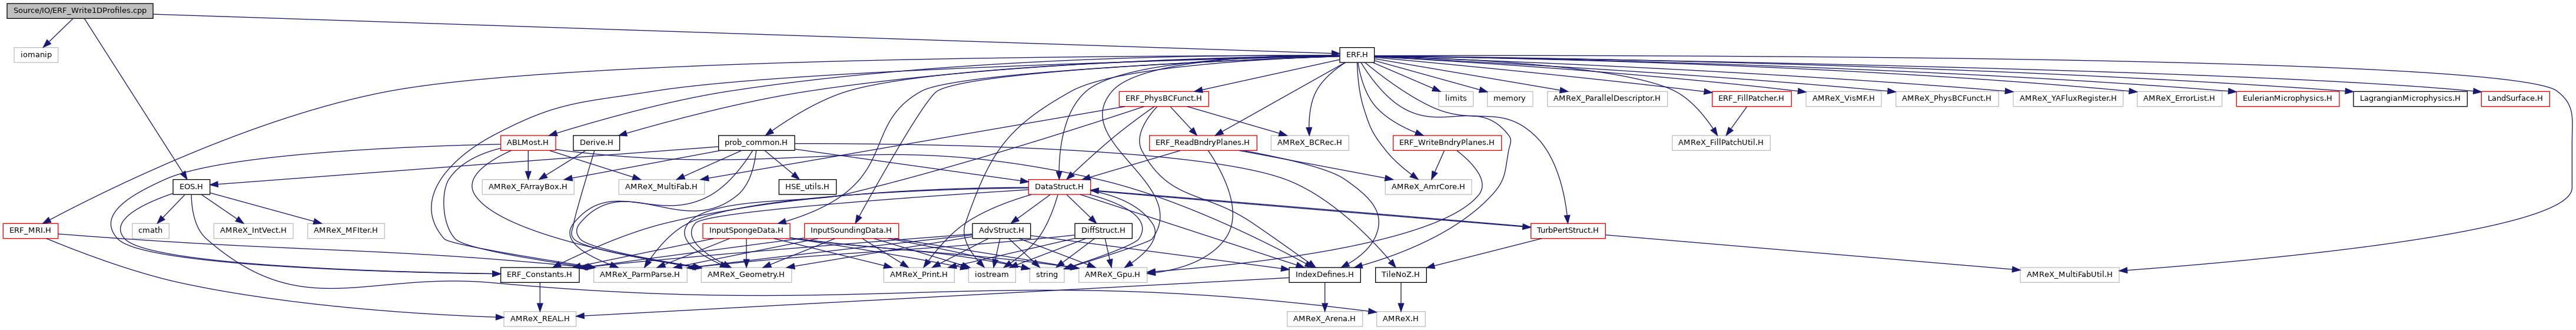 Source/IO/ERF_Write1DProfiles.cpp
iomanip
ERF.H
ERF_PhysBCFunct.H
limits
memory
AMReX_ParallelDescriptor.H
ERF_FillPatcher.H
AMReX_VisMF.H
AMReX_PhysBCFunct.H
AMReX_YAFluxRegister.H
AMReX_ErrorList.H
EulerianMicrophysics.H
LagrangianMicrophysics.H
LandSurface.H
ABLMost.H
Derive.H
prob_common.H
ERF_ReadBndryPlanes.H
AMReX_BCRec.H
ERF_WriteBndryPlanes.H
AMReX_FillPatchUtil.H
EOS.H
AMReX_FArrayBox.H
AMReX_MultiFab.H
HSE_utils.H
DataStruct.H
AMReX_AmrCore.H
ERF_MRI.H
cmath
AMReX_IntVect.H
AMReX_MFIter.H
InputSpongeData.H
InputSoundingData.H
AdvStruct.H
DiffStruct.H
TurbPertStruct.H
ERF_Constants.H
AMReX_ParmParse.H
AMReX_Geometry.H
AMReX_Print.H
iostream
string
AMReX_Gpu.H
IndexDefines.H
TileNoZ.H
AMReX_MultiFabUtil.H
AMReX_REAL.H
AMReX_Arena.H
AMReX.H